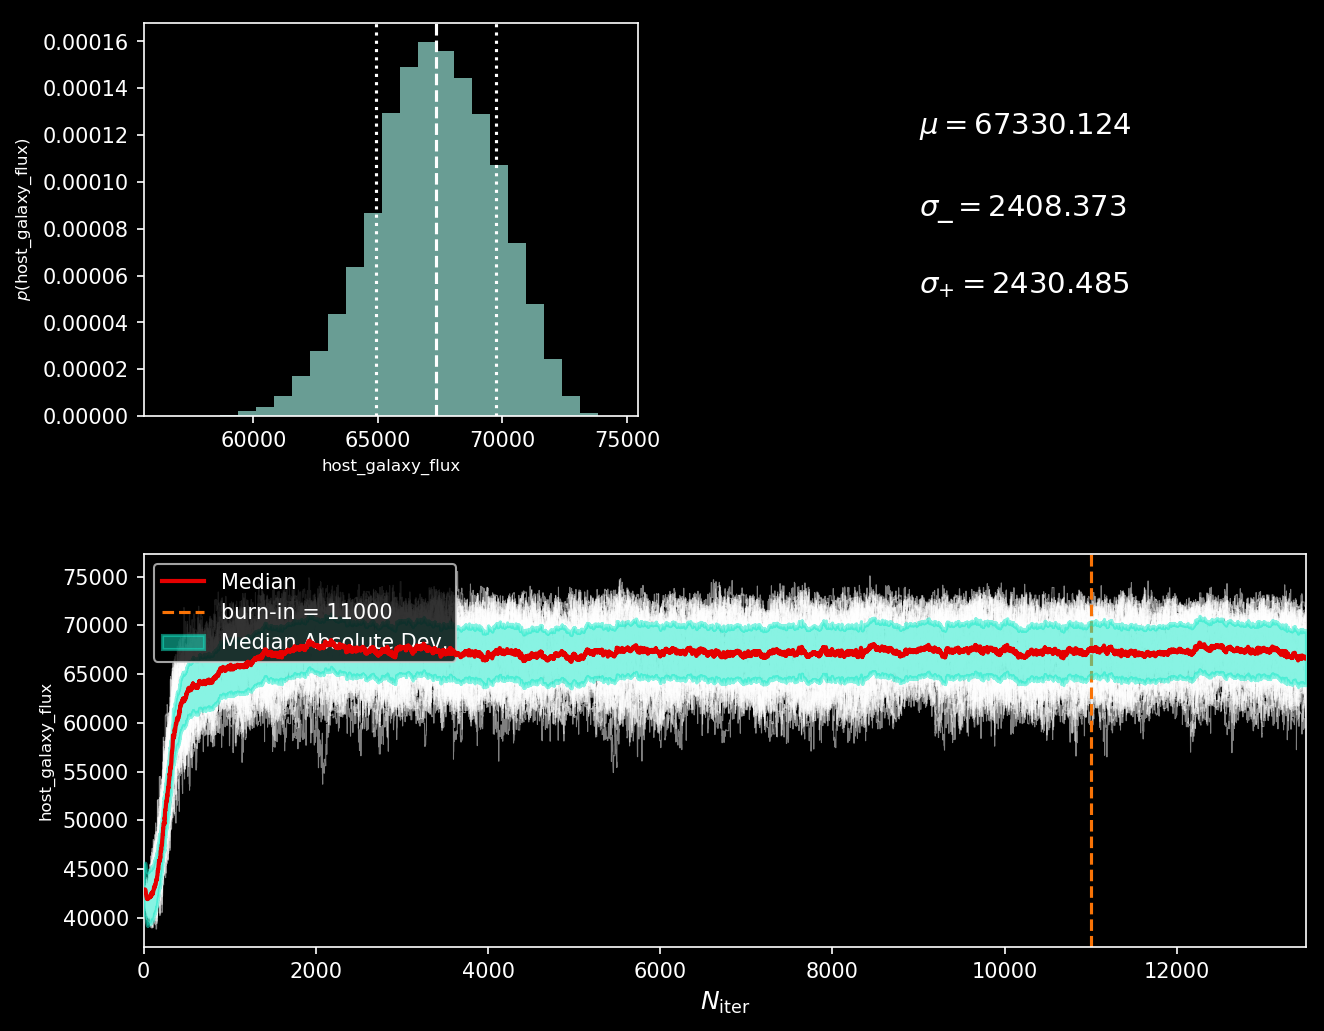 0.00016
0.00014
0.00012
0.00010
0.00008
0.00006
0.00004
0.00002
0.00000
p(host_galaxy_flux)
60000 65000 70000 75000
host_galaxy_flux
μ = 67330.124
σ_ = 2408.373
σ+ = 2430.485
75000
70000
65000
60000
55000
50000
45000
40000
host_galaxy_flux
Median
burn-in = 11000
Median Absolute Dev.
0 2000 4000 6000 8000 10000 12000
Niter